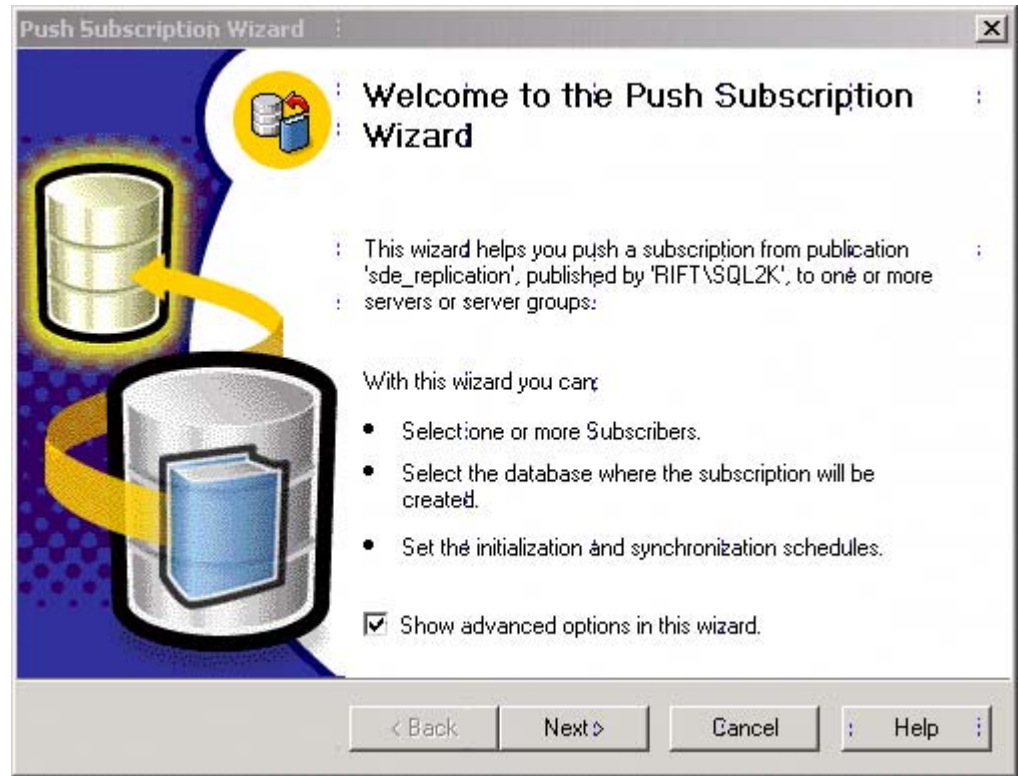 Push Subscription Wizard
Welcome to the Push Subscription
Wizard
This wizard helps you push a subscription from publication
'sde_replication', published by 'RIFT\SQL2K', to one or more
servers or server groups.
With this wizard you can:
• Select one or more Subscribers.
• Select the database where the subscription will be
created.
• Set the initialization and synchronization schedules.
Show advanced options in this wizard.
< Back Next > Cancel Help